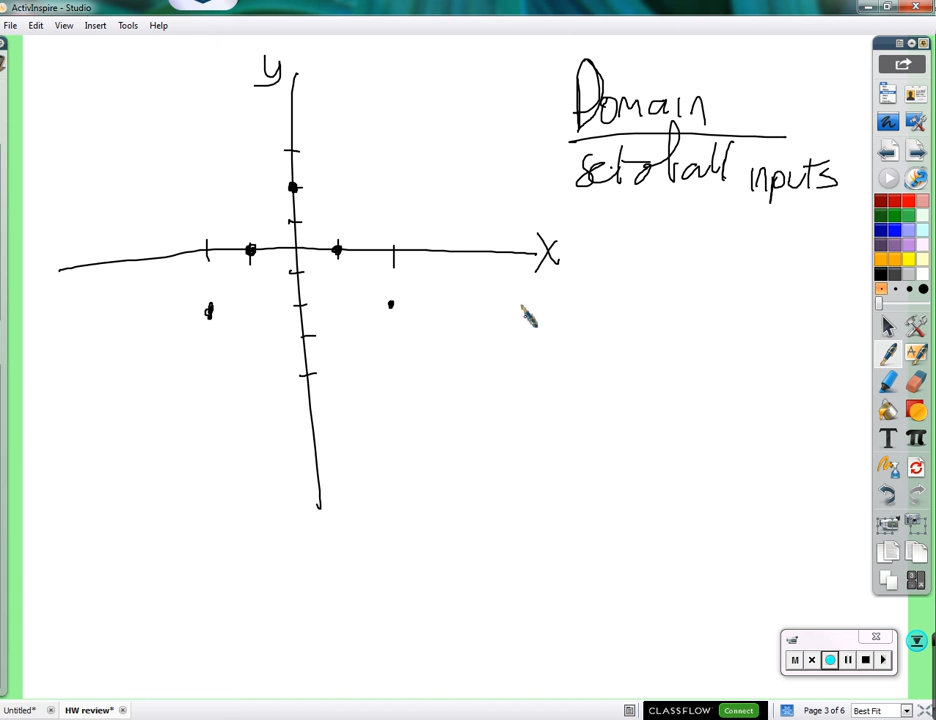 ActivInspire - Studio
File Edit View Insert Tools Help
y
Domain
set of all inputs
X
M
Untitled* HW review* CLASSFLOW Connect Page 3 of 6 Best Fit